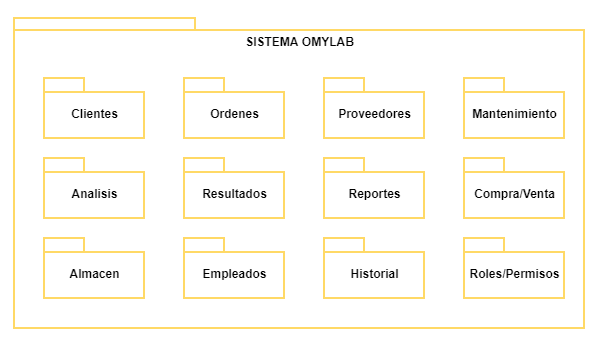 SISTEMA OMYLAB
Clientes
Ordenes
Proveedores
Mantenimiento
Analisis
Resultados
Reportes
Compra/Venta
Almacen
Empleados
Historial
Roles/Permisos